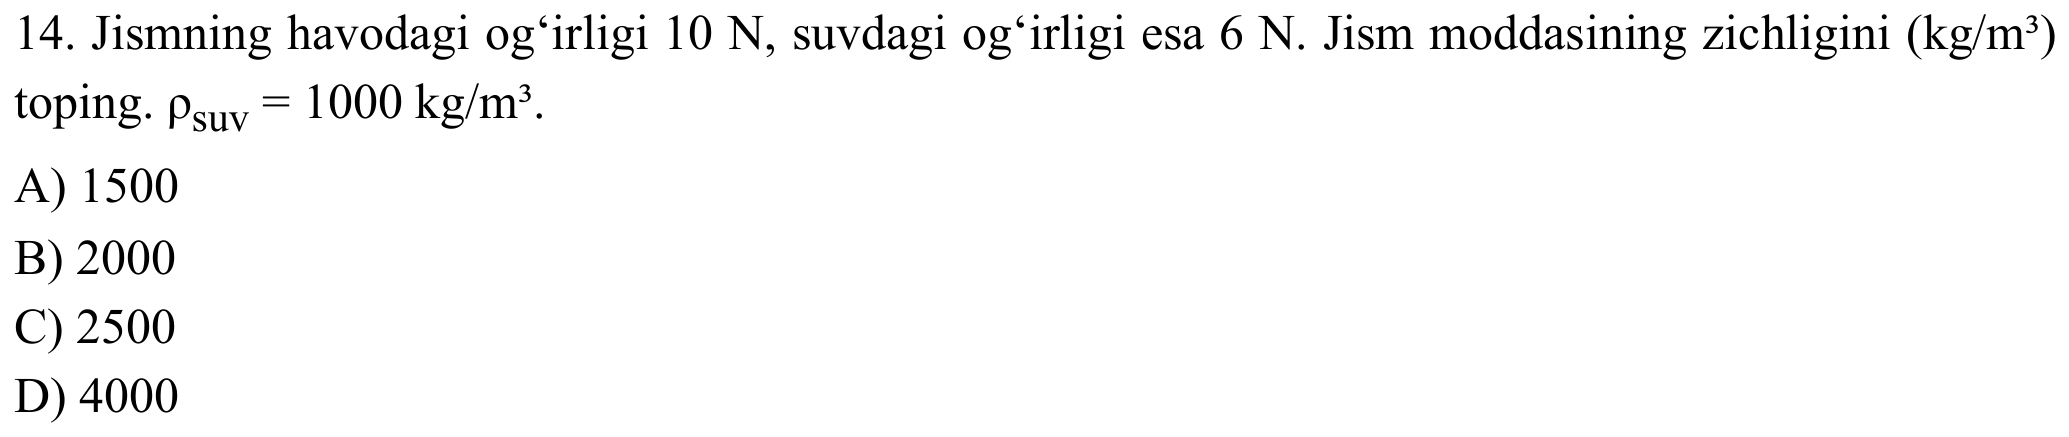 14. Jismning havodagi og‘irligi 10 N, suvdagi og‘irligi esa 6 N. Jism moddasining zichligini (kg/m³)
toping. ρsuv = 1000 kg/m³.
A) 1500
B) 2000
C) 2500
D) 4000